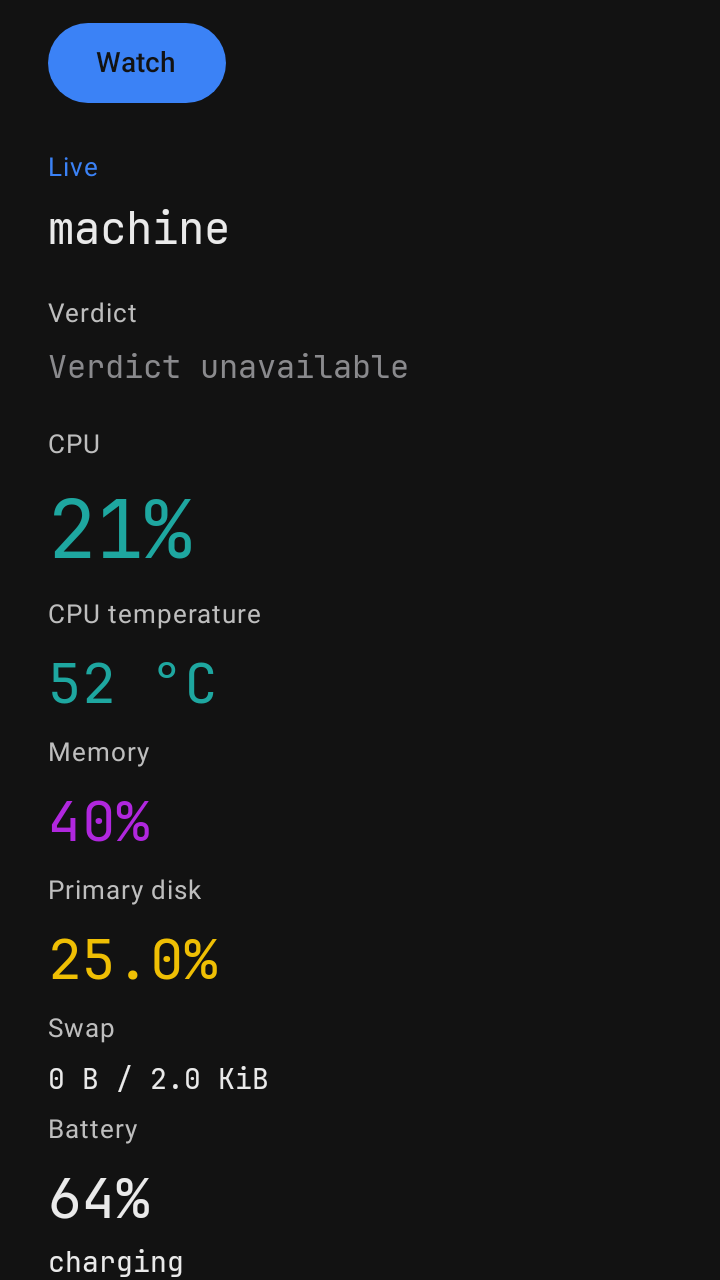 Watch
Live
machine
Verdict
Verdict unavailable
CPU
21%
CPU temperature
52 °C
Memory
40%
Primary disk
25.0%
Swap
0 B / 2.0 KiB
Battery
64%
charging